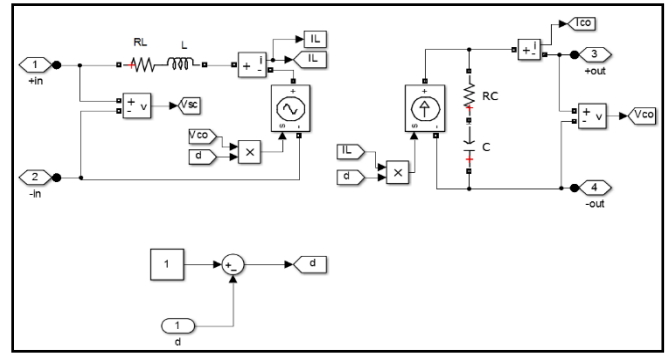 RL
L
1
+in
+
-
i
IL
IL
+
-
v
Vsc
Vco
d
×
s
2
-in
Ico
+
-
i
3
+out
RC
+
-
v
Vco
C
IL
d
×
s
4
-out
1
+
-
d
1
d